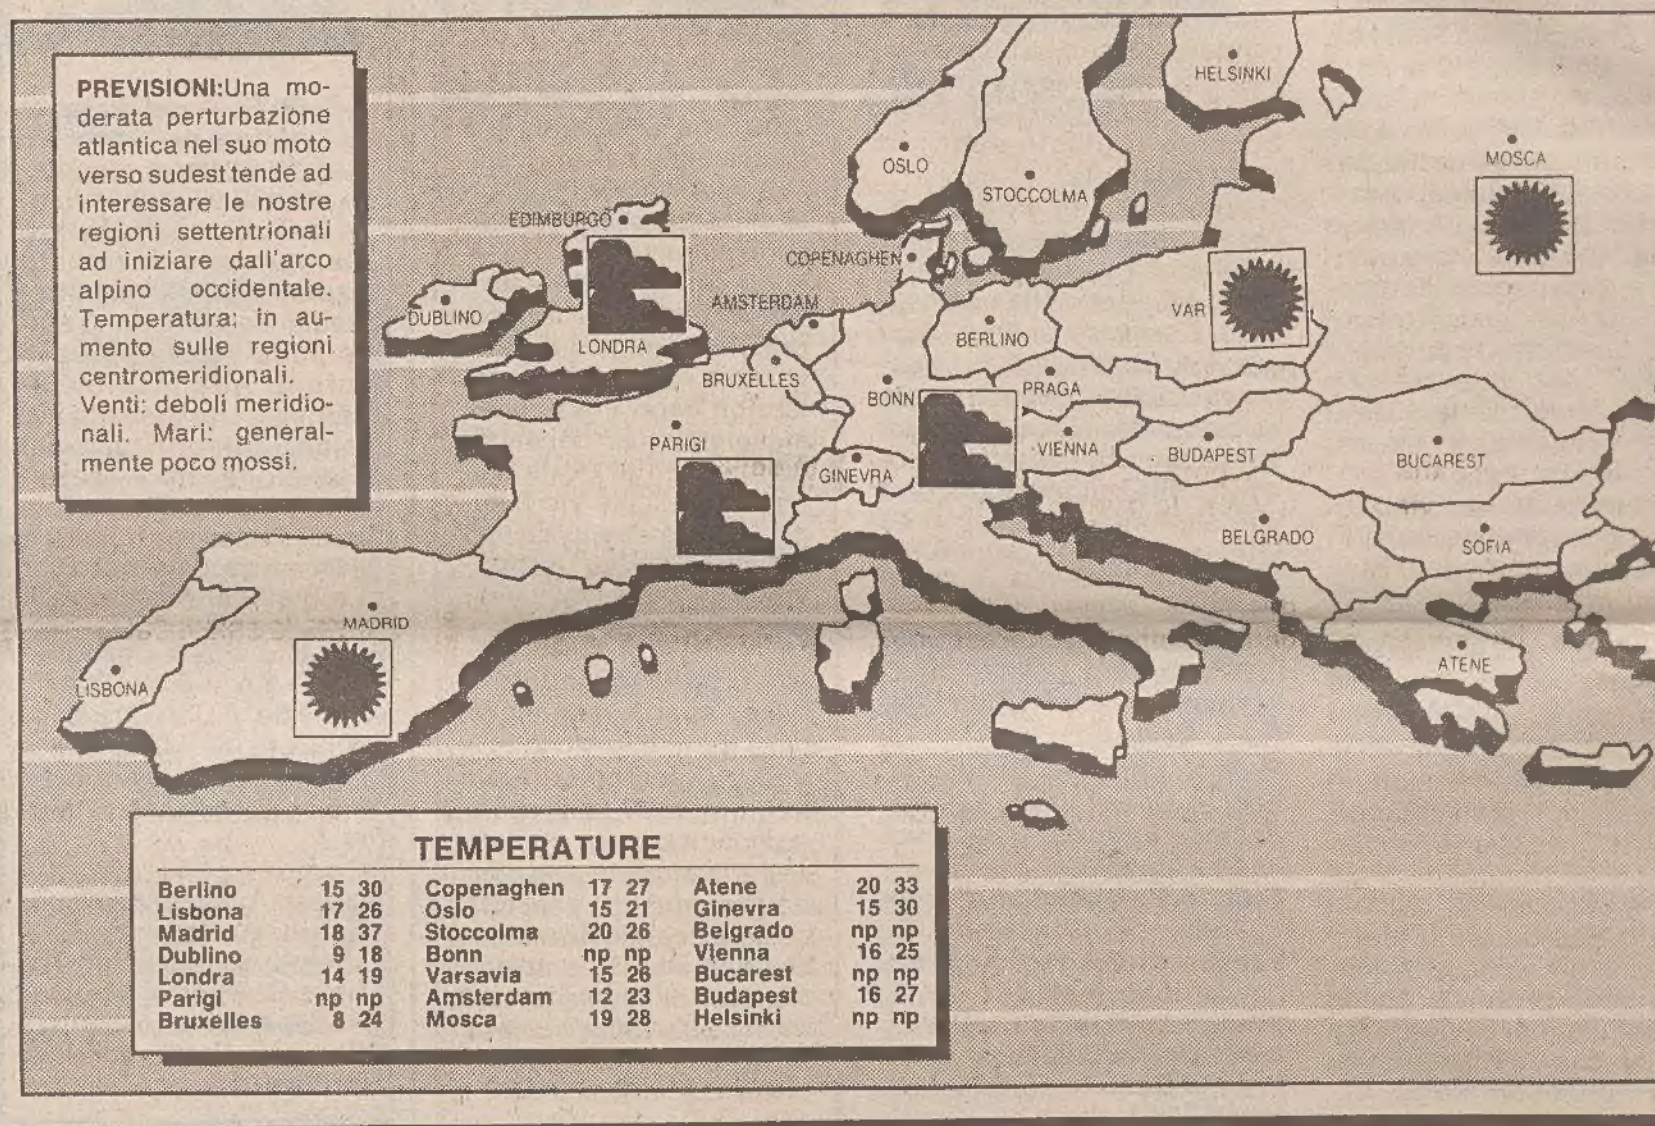 PREVISIONI:Una mo-
derata perturbazione
atlantica nel suo moto
verso sudest tende ad
interessare le nostre
regioni settentrionali
ad iniziare dall'arco
alpino occidentale.
Temperatura: in au-
mento sulle regioni
centromeridionali.
Venti: deboli meridio-
nali. Mari: general-
mente poco mossi.
HELSINKI
OSLO
MOSCA
STOCCOLMA
EDIMBURGO
COPENAGHEN
AMSTERDAM
DUBLINO
VAR
BERLINO
LONDRA
BRUXELLES
PRAGA
BONN
PARIGI
VIENNA
BUDAPEST
BUCAREST
GINEVRA
BELGRADO
SOFIA
MADRID
ATENE
LISBONA
TEMPERATURE
Berlino 15 30 Copenaghen 17 27 Atene 20 33
Lisbona 17 26 Oslo 15 21 Ginevra 15 30
Madrid 18 37 Stoccolma 20 26 Belgrado np np
Dublino 9 18 Bonn np np Vienna 16 25
Londra 14 19 Varsavia 15 26 Bucarest np np
Parigi np np Amsterdam 12 23 Budapest 16 27
Bruxelles 8 24 Mosca 19 28 Helsinki np np